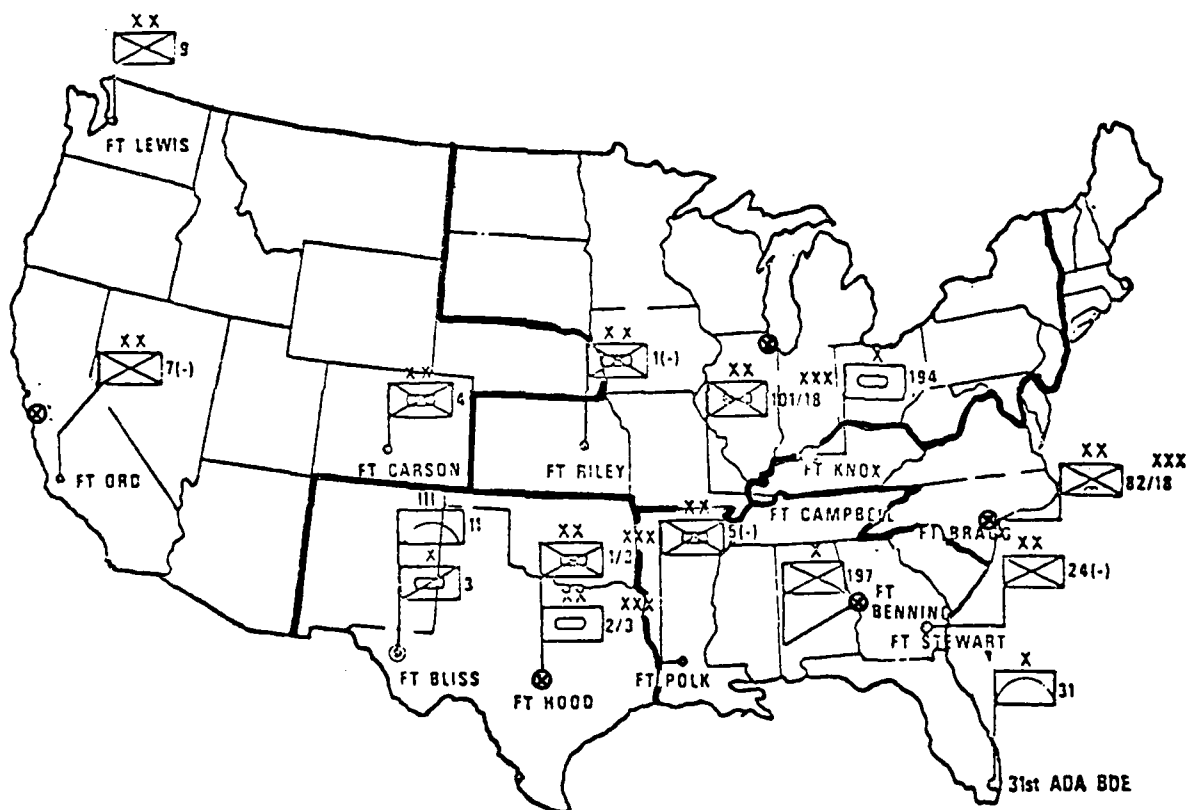 XX
9
FT LEWIS
XX
7(-)
FT ORD
XX
4
FT CARSON
XX
1(-)
FT RILEY
XX
101/18
XXX
X
194
FT KNOX
FT CAMPBELL
XX
XXX
82/18
FT BRAGG
III
11
X
3
FT BLISS
XX
1/3
XXX
XX
2/3
XXX
FT HOOD
XX
5(-)
FT POLK
X
197
FT
BENNING
XX
24(-)
FT STEWART
X
31
31st ADA BDE